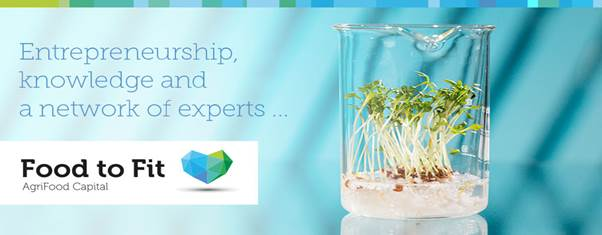 Entrepreneurship,
knowledge and
a network of experts ...
Food to Fit
AgriFood Capital